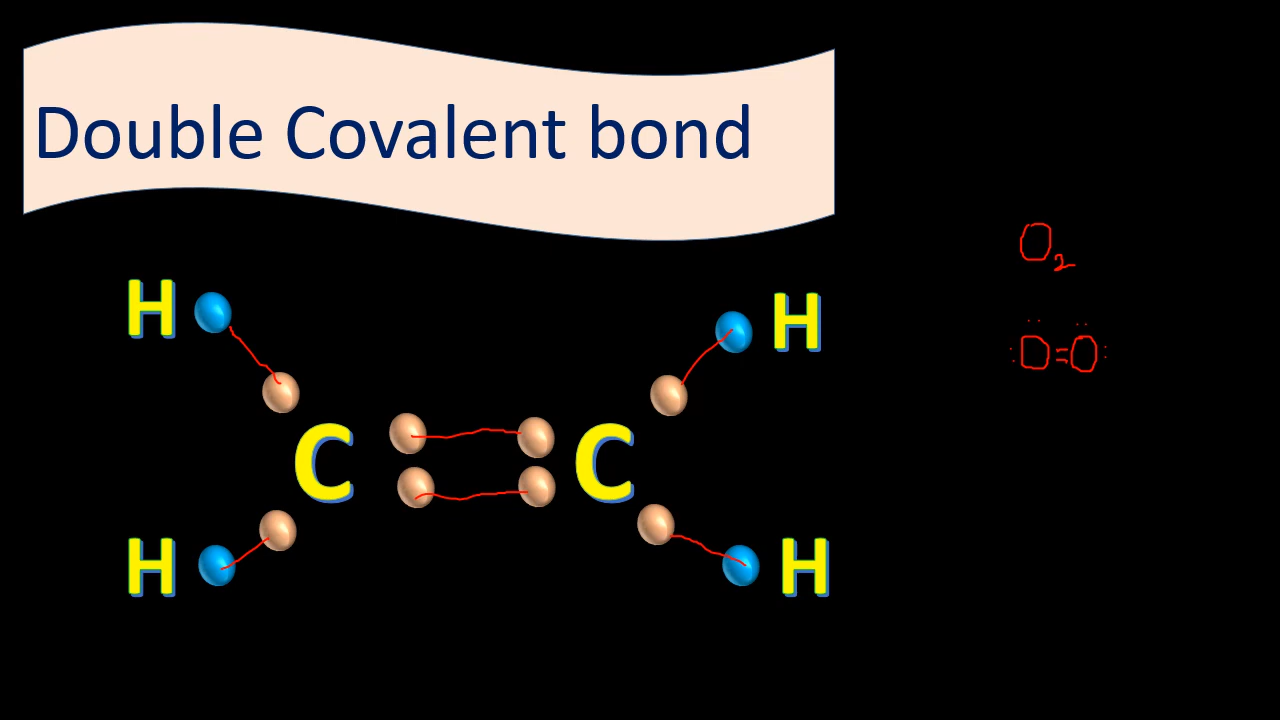 Double Covalent bond
O₂
:O=O:
H H
C C
H H